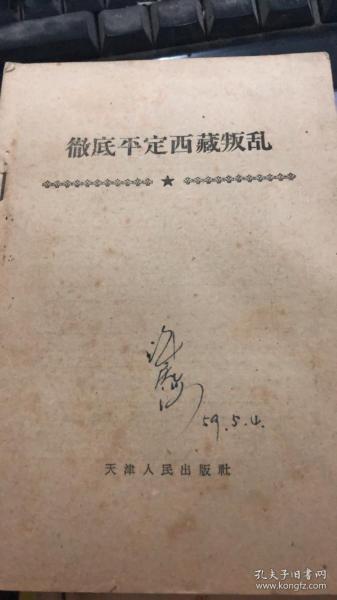 徹底平定西藏叛乱
59.5.4.
天津人民出版社
孔夫子旧书网